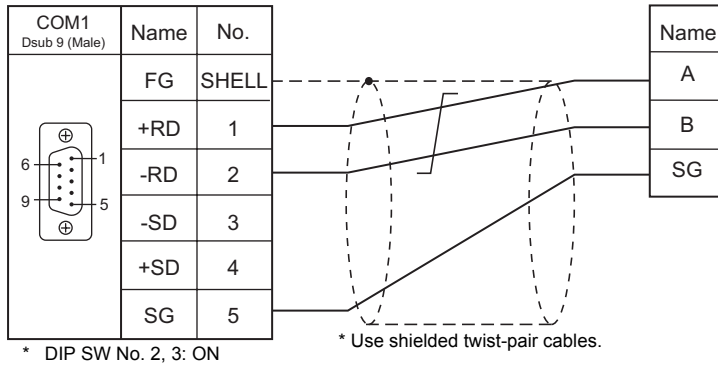 COM1
Dsub 9 (Male)
Name No.
FG SHELL
+RD 1
-RD 2
-SD 3
+SD 4
SG 5
6
1
9
5
Name
A
B
SG
* DIP SW No. 2, 3: ON
* Use shielded twist-pair cables.